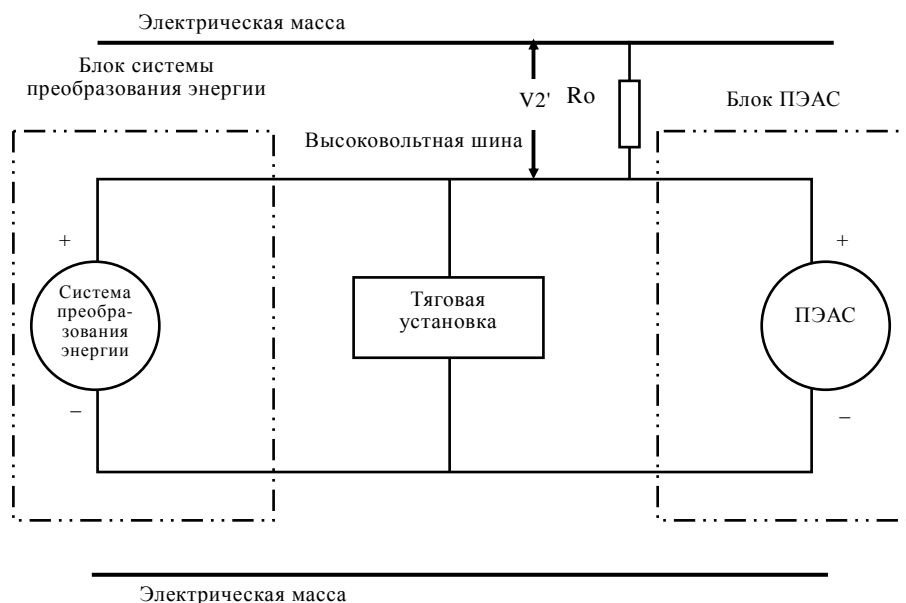 Электрическая масса
Блок системы
преобразования энергии
V2' Ro
Блок ПЭАС
Высоковольтная шина
+
+
Система
преобра-
зования
энергии
Тяговая
установка
ПЭАС
–
–
Электрическая масса